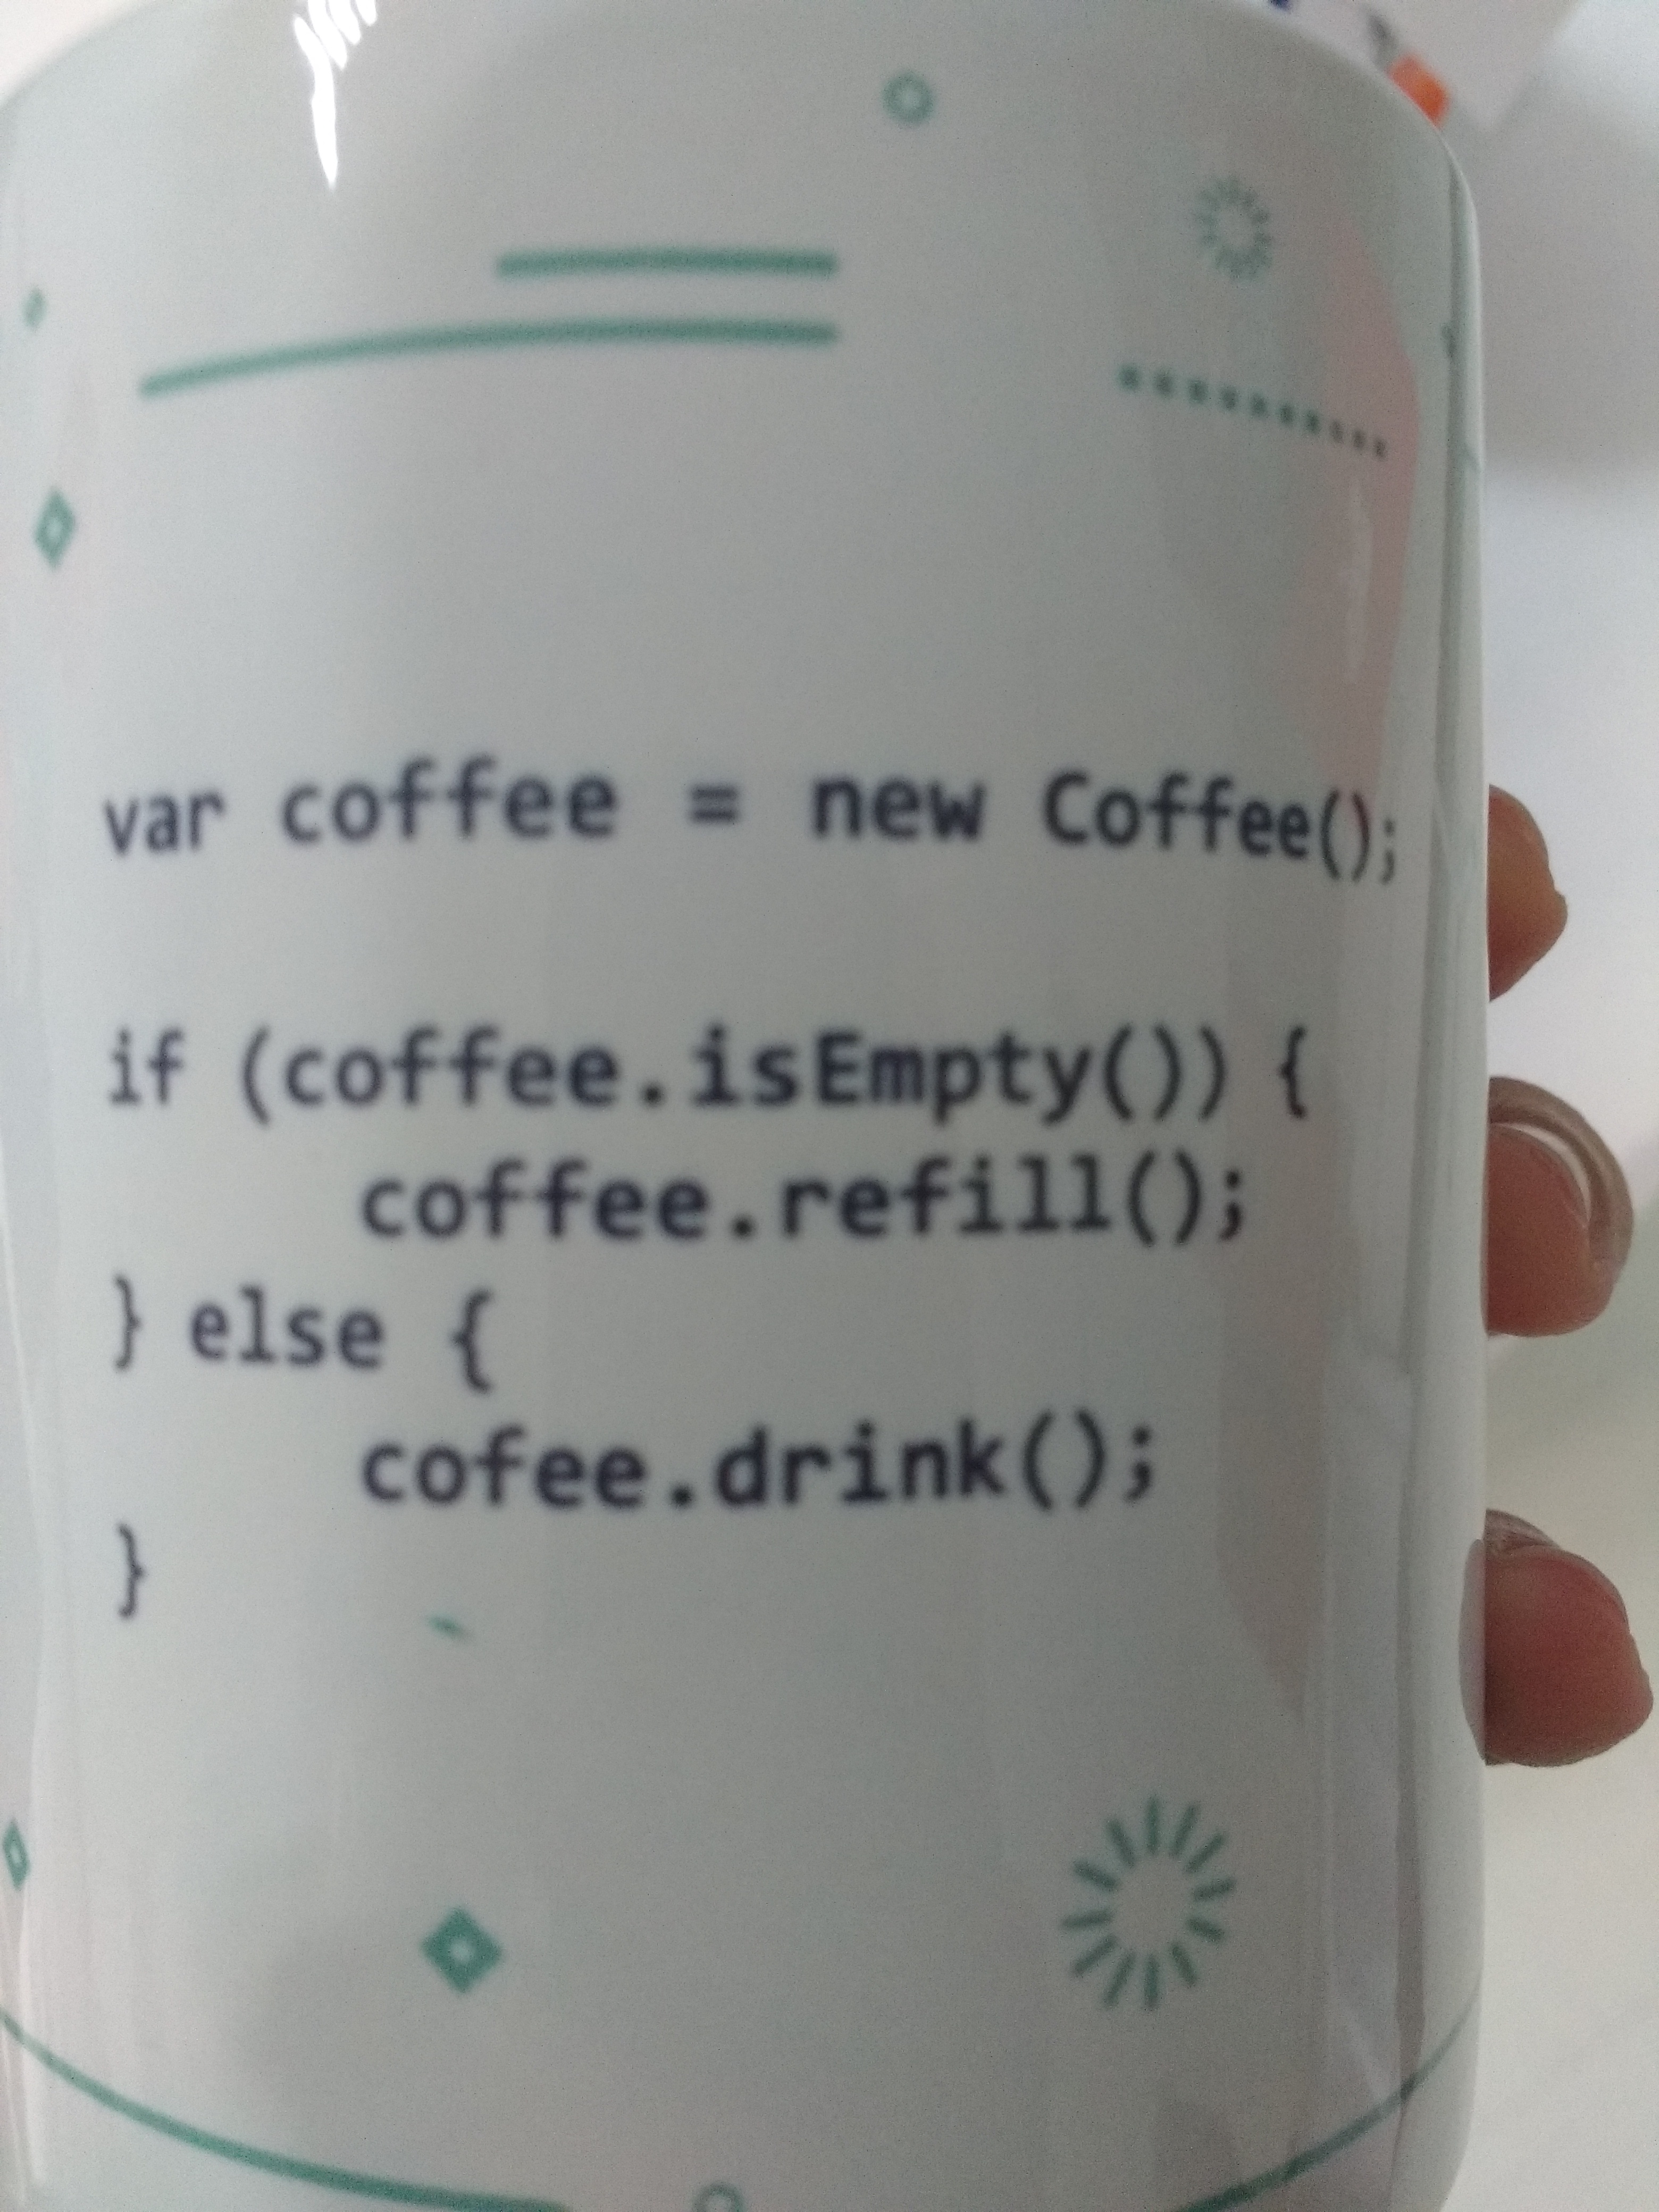 var coffee = new Coffee();
if (coffee.isEmpty()) {
coffee.refill();
} else {
cofee.drink();
}